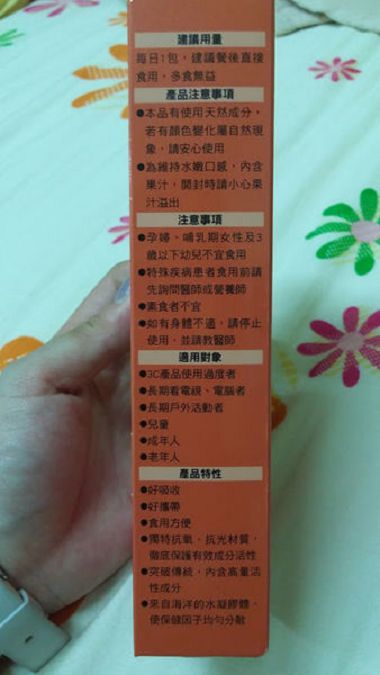 建議用量
每日1包，建議餐後直接
食用，多食無益
產品注意事項
●本品有使用天然成分，
若有顏色變化屬自然現
象，請安心使用
●為維持水嫩口感，內含
果汁，開封時請小心果
汁溢出
注意事項
●孕婦、哺乳期女性及3
歲以下幼兒不宜食用
●特殊疾病患者食用前請
先詢問醫師或營養師
●素食者不宜
●如有身體不適，請停止
使用，並請教醫師
適用對象
●3C產品使用過度者
●長期看電視、電腦者
●長期戶外活動者
●兒童
●成年人
●老年人
產品特性
●好吸收
●好攜帶
●食用方便
●獨特抗氧、抗光材質，
徹底保護有效成分活性
●突破傳統，內含高量活
性成分
●來自海洋的水凝膠體，
使保健因子均勻分散